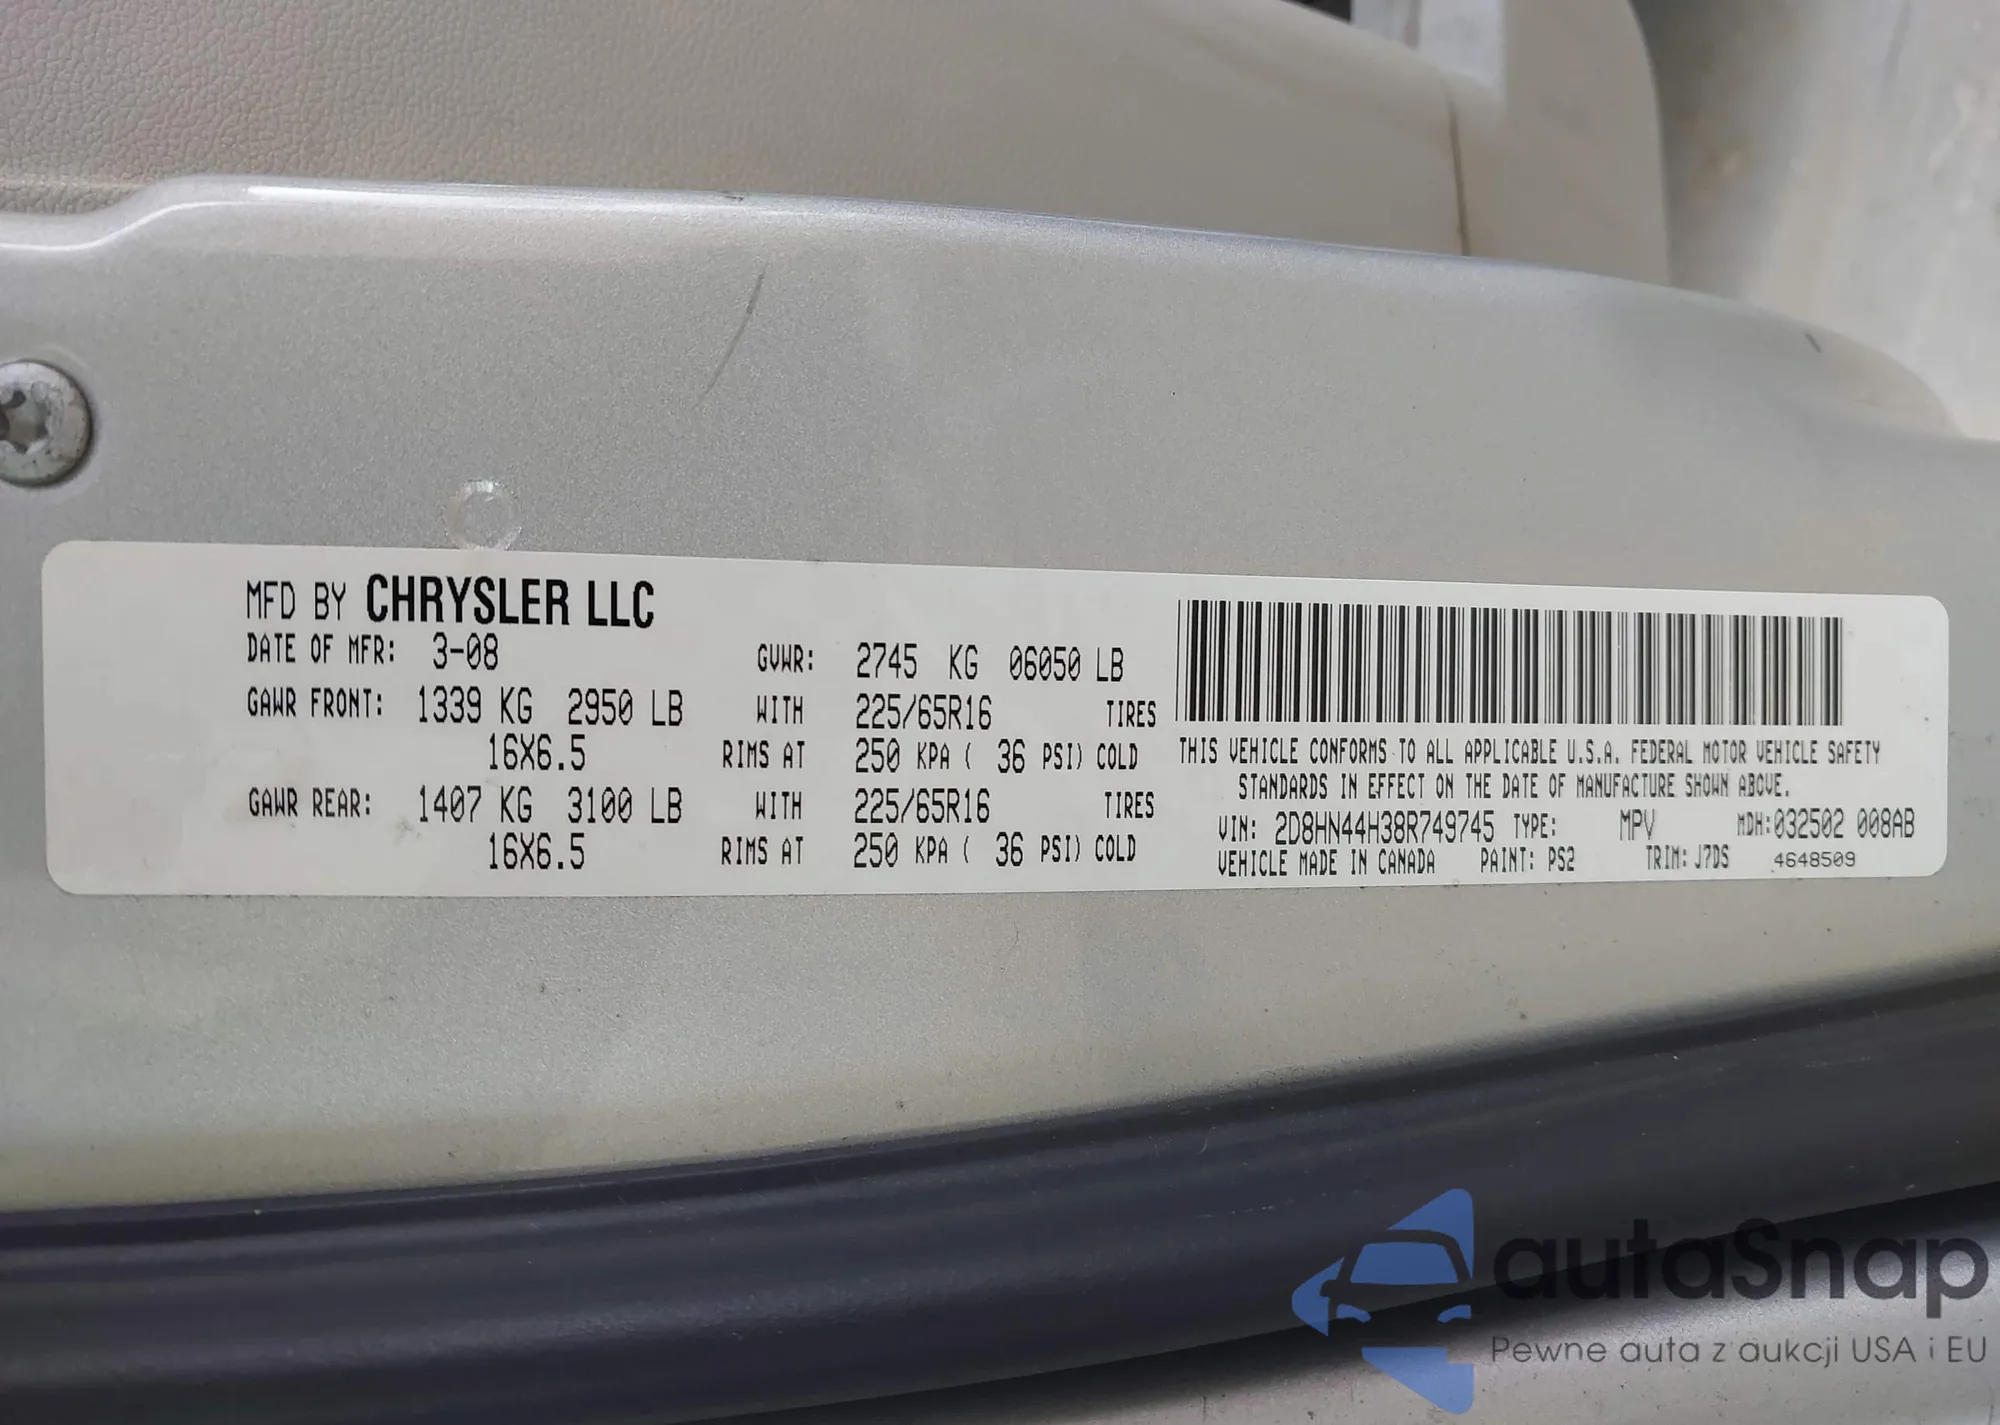 MFD BY CHRYSLER LLC
DATE OF MFR: 3-08 GVWR: 2745 KG 06050 LB
GAWR FRONT: 1339 KG 2950 LB WITH 225/65R16 TIRES
16X6.5 RIMS AT 250 KPA ( 36 PSI) COLD
GAWR REAR: 1407 KG 3100 LB WITH 225/65R16 TIRES
16X6.5 RIMS AT 250 KPA ( 36 PSI) COLD
THIS VEHICLE CONFORMS TO ALL APPLICABLE U.S.A. FEDERAL MOTOR VEHICLE SAFETY
STANDARDS IN EFFECT ON THE DATE OF MANUFACTURE SHOWN ABOVE.
VIN: 2D8HN44H38R749745 TYPE: MPV MDH:032502 008AB
VEHICLE MADE IN CANADA PAINT: PS2 TRIM: J7DS 4648509
autaSnap
Pewne auta z aukcji USA i EU